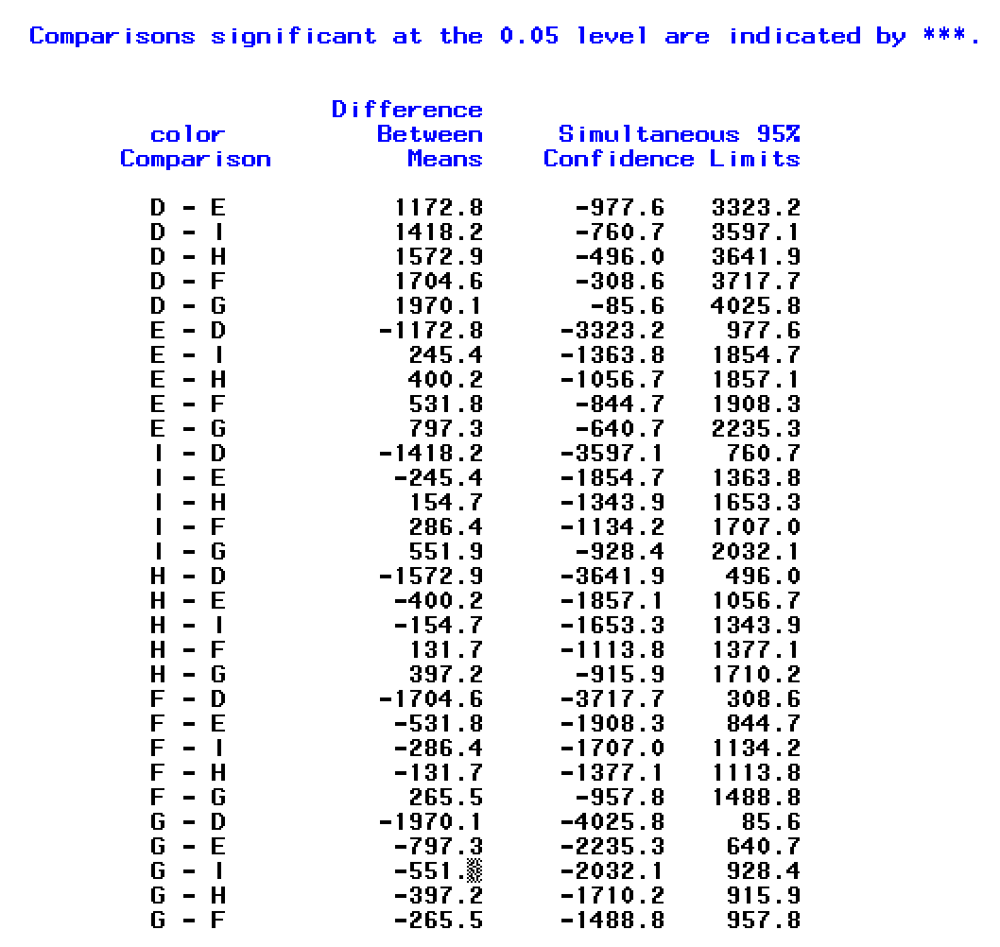 Comparisons significant at the 0.05 level are indicated by ***.
Difference
color Between Simultaneous 95%
Comparison Means Confidence Limits
D - E 1172.8 -977.6 3323.2
D - I 1418.2 -760.7 3597.1
D - H 1572.9 -496.0 3641.9
D - F 1704.6 -308.6 3717.7
D - G 1970.1 -85.6 4025.8
E - D -1172.8 -3323.2 977.6
E - I 245.4 -1363.8 1854.7
E - H 400.2 -1056.7 1857.1
E - F 531.8 -844.7 1908.3
E - G 797.3 -640.7 2235.3
I - D -1418.2 -3597.1 760.7
I - E -245.4 -1854.7 1363.8
I - H 154.7 -1343.9 1653.3
I - F 286.4 -1134.2 1707.0
I - G 551.9 -928.4 2032.1
H - D -1572.9 -3641.9 496.0
H - E -400.2 -1857.1 1056.7
H - I -154.7 -1653.3 1343.9
H - F 131.7 -1113.8 1377.1
H - G 397.2 -915.9 1710.2
F - D -1704.6 -3717.7 308.6
F - E -531.8 -1908.3 844.7
F - I -286.4 -1707.0 1134.2
F - H -131.7 -1377.1 1113.8
F - G 265.5 -957.8 1488.8
G - D -1970.1 -4025.8 85.6
G - E -797.3 -2235.3 640.7
G - I -2032.1 928.4
G - H -397.2 -1710.2 915.9
G - F -265.5 -1488.8 957.8